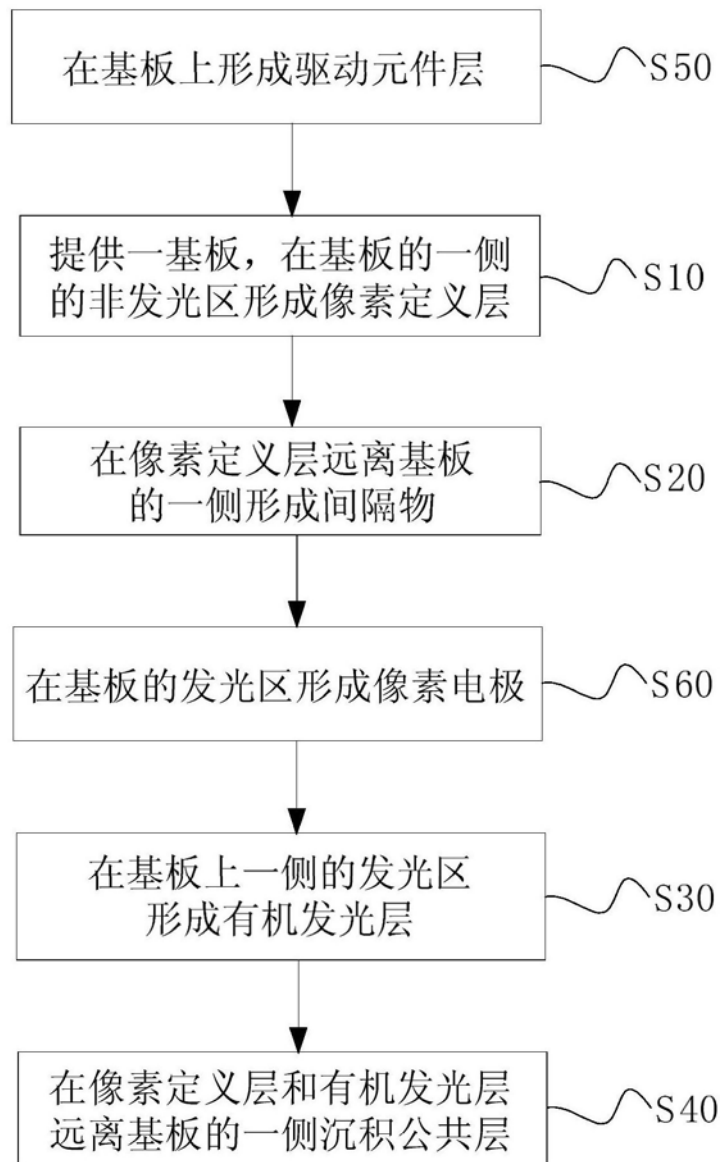 在基板上形成驱动元件层
S50
提供一基板，在基板的一侧
的非发光区形成像素定义层
S10
在像素定义层远离基板
的一侧形成间隔物
S20
在基板的发光区形成像素电极
S60
在基板上一侧的发光区
形成有机发光层
S30
在像素定义层和有机发光层
远离基板的一侧沉积公共层
S40